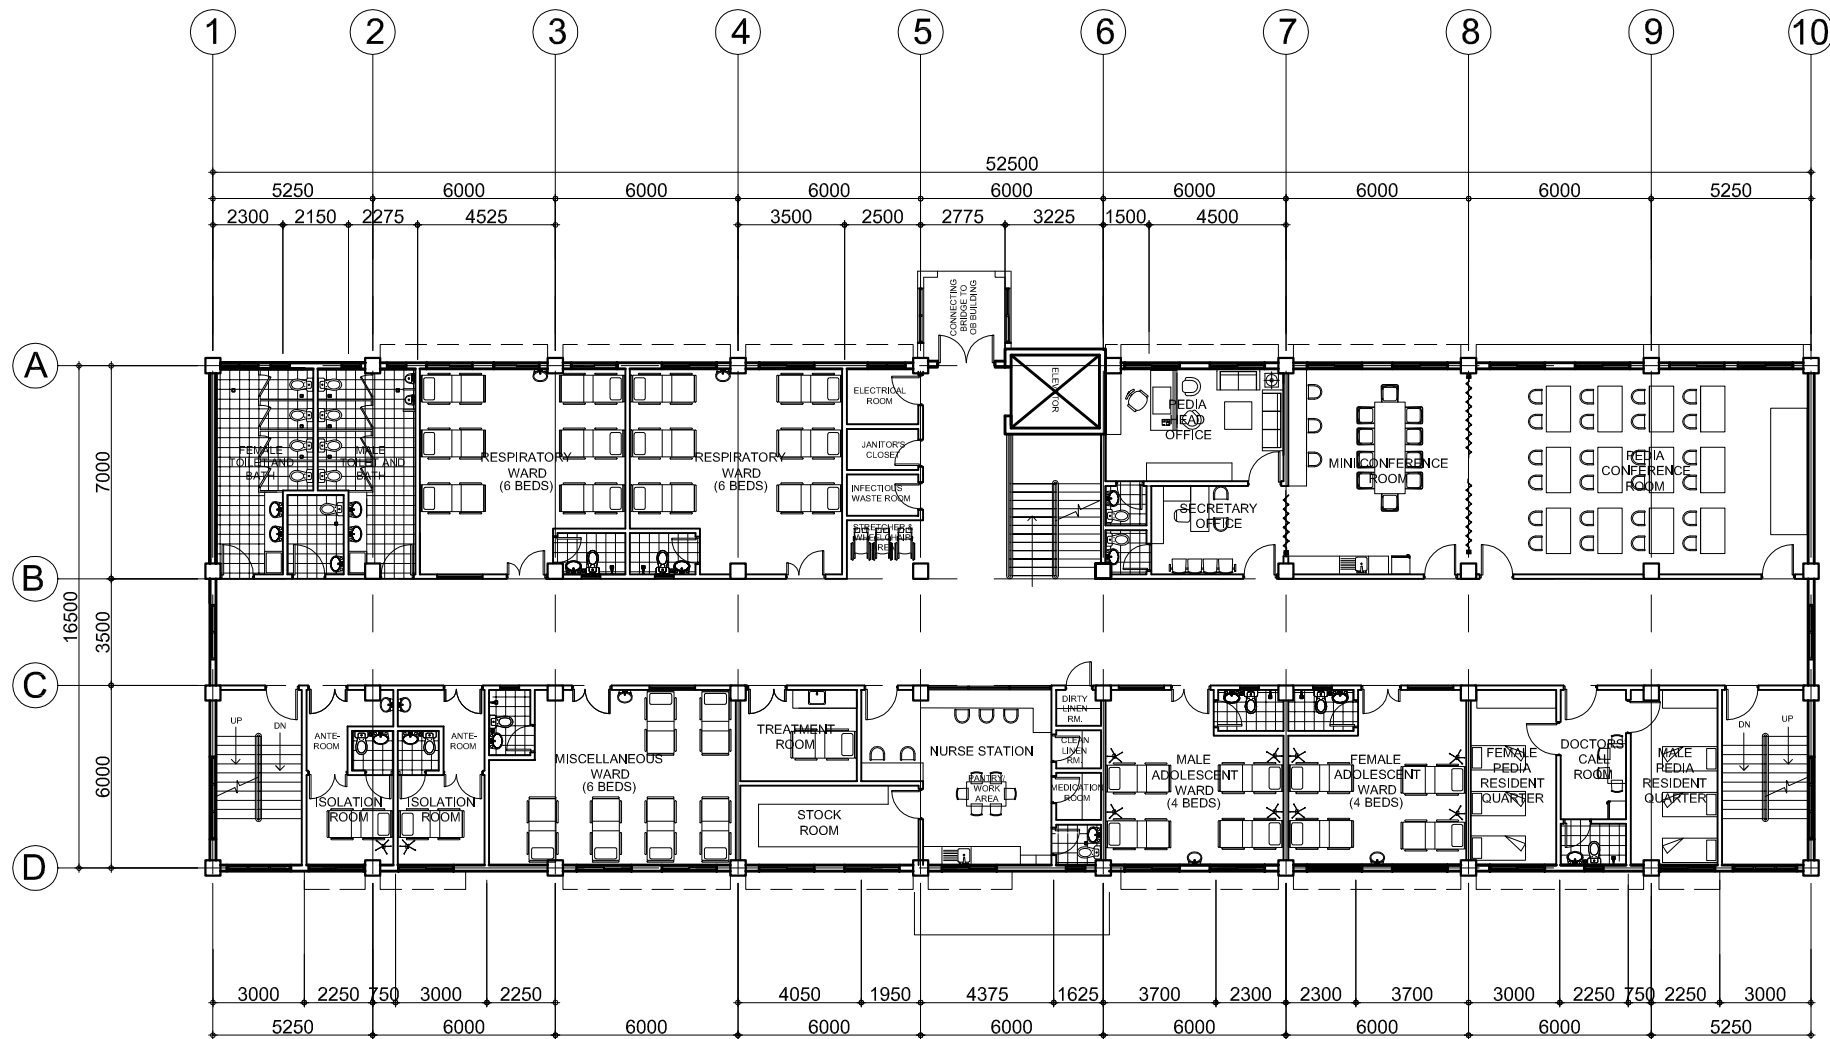 1 2 3 4 5 6 7 8 9 10
52500
5250 6000 6000 6000 6000 6000 6000 6000 5250
2300 2150 2275 4525 3500 2500 2775 3225 1500 4500
CONNECTING
BRIDGE TO
OB BUILDING
A
B
C
D
7000
3500
6000
16500
FEMALE
TOILET AND
BATH
MALE
TOILET AND
BATH
RESPIRATORY
WARD
(6 BEDS)
RESPIRATORY
WARD
(6 BEDS)
ELECTRICAL
ROOM
JANITOR'S
CLOSET
INFECTIOUS
WASTE ROOM
STRETCHER &
WHEELCHAIR
AREA
ELEVATOR
PEDIA
HEAD
OFFICE
SECRETARY
OFFICE
MINI CONFERENCE
ROOM
PEDIA
CONFERENCE
ROOM
UP
DN
ANTE-
ROOM
ANTE-
ROOM
ISOLATION
ROOM
ISOLATION
ROOM
MISCELLANEOUS
WARD
(6 BEDS)
TREATMENT
ROOM
STOCK
ROOM
NURSE STATION
PANTRY/
WORK
AREA
DIRTY
LINEN
RM.
CLEAN
LINEN
RM.
MEDICATION
ROOM
MALE
ADOLESCENT
WARD
(4 BEDS)
FEMALE
ADOLESCENT
WARD
(4 BEDS)
FEMALE
PEDIA
RESIDENT
QUARTER
DOCTORS
CALL
ROOM
MALE
PEDIA
RESIDENT
QUARTER
DN
UP
3000 2250 750 3000 2250 4050 1950 4375 1625 3700 2300 2300 3700 3000 2250 750 2250 3000
5250 6000 6000 6000 6000 6000 6000 6000 5250